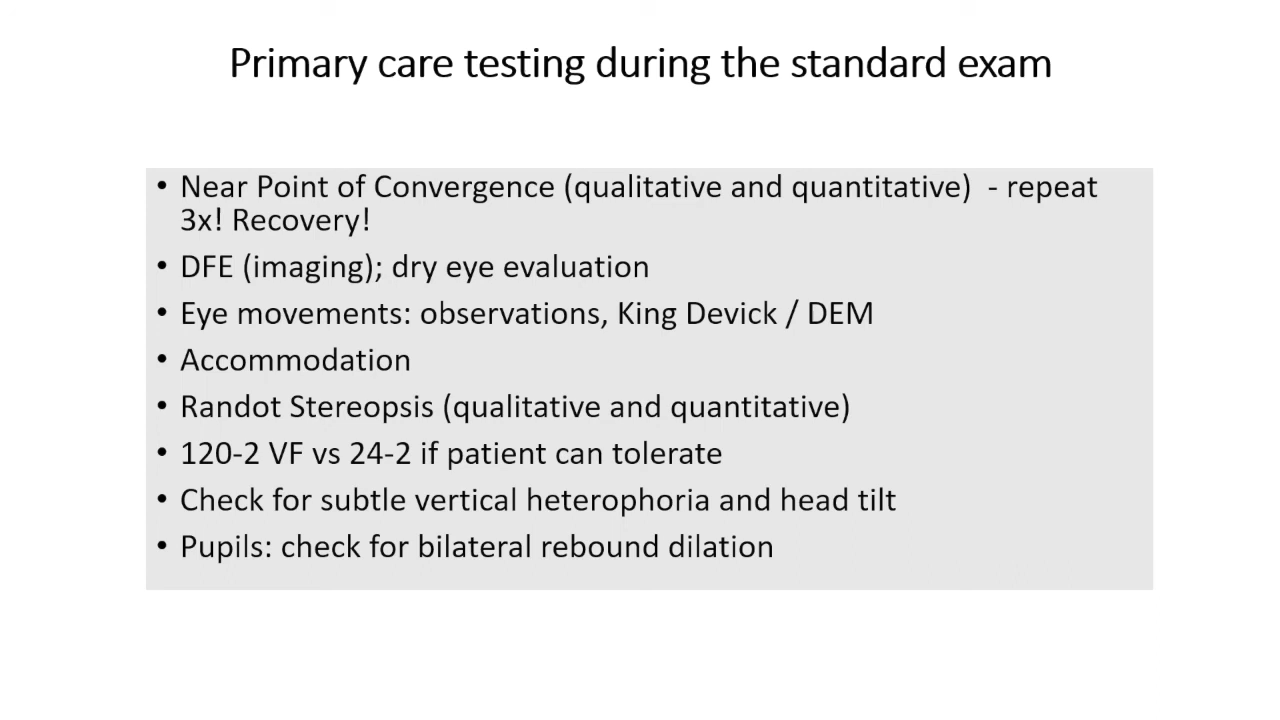 Primary care testing during the standard exam
• Near Point of Convergence (qualitative and quantitative)  - repeat
3x! Recovery!
• DFE (imaging); dry eye evaluation
• Eye movements: observations, King Devick / DEM
• Accommodation
• Randot Stereopsis (qualitative and quantitative)
• 120-2 VF vs 24-2 if patient can tolerate
• Check for subtle vertical heterophoria and head tilt
• Pupils: check for bilateral rebound dilation